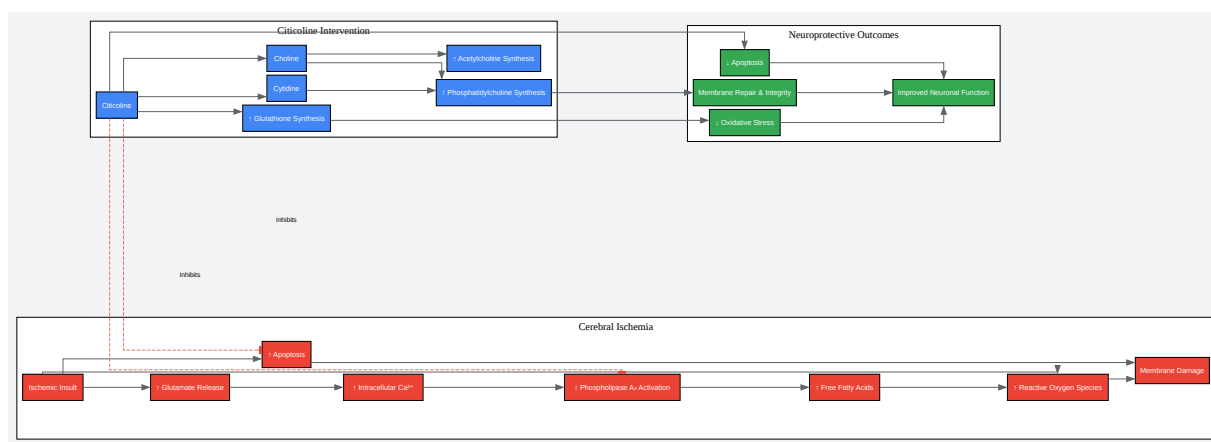 Citicoline Intervention
Neuroprotective Outcomes
Choline
↑ Acetylcholine Synthesis
↓ Apoptosis
Cytidine
Citicoline
↑ Phosphatidylcholine Synthesis
Membrane Repair & Integrity
Improved Neuronal Function
↑ Glutathione Synthesis
↓ Oxidative Stress
Inhibits
Inhibits
Cerebral Ischemia
↑ Apoptosis
Membrane Damage
Ischemic Insult
↑ Glutamate Release
↑ Intracellular Ca²⁺
↑ Phospholipase A₂ Activation
↑ Free Fatty Acids
↑ Reactive Oxygen Species